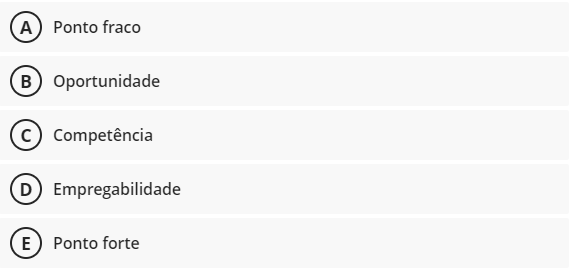 A Ponto fraco
B Oportunidade
C Competência
D Empregabilidade
E Ponto forte